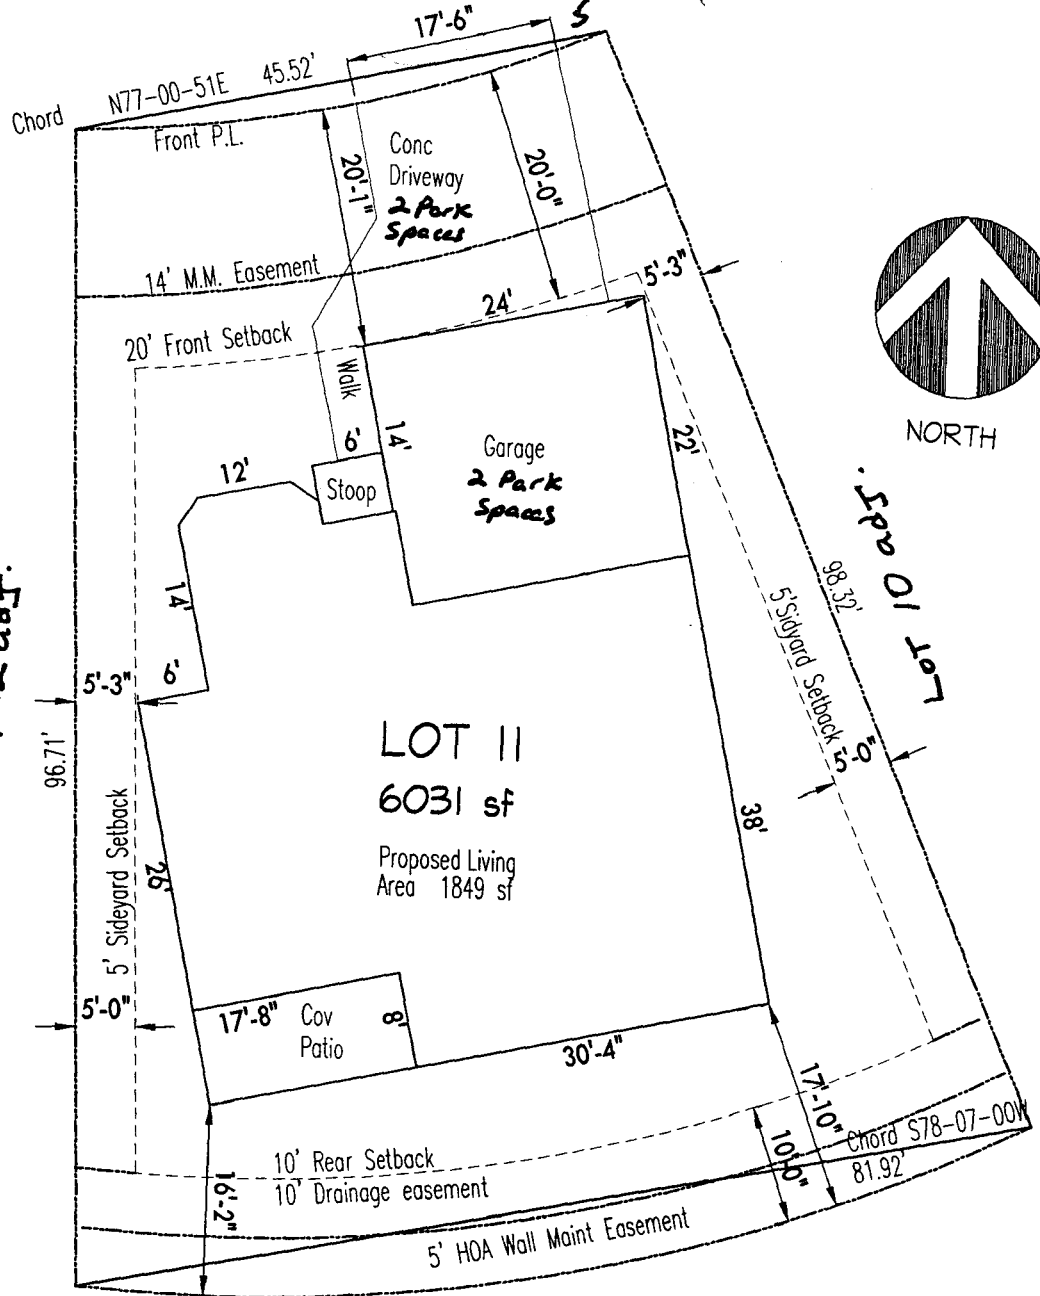 17'-6"
S
N77-00-51E 45.52'
Chord
Front P.L.
Conc
Driveway
2 Park
Spaces
20'-1"
20'-0"
14' M.M. Easement
5'-3"
24'
20' Front Setback
Walk
6'
14'
22'
Garage
2 Park
Spaces
NORTH
12'
Stoop
14'
Lot 10 adj.
98.32'
5'Sidyard Setback
6'
5'-3"
96.71'
LOT 11
6031 sf
5'-0"
38'
Proposed Living
Area 1849 sf
26'
5' Sideyard Setback
5'-0"
17'-8"
Cov
Patio
8'
30'-4"
17'-10"
10'-0"
Chord S78-07-00W
81.92'
10' Rear Setback
10' Drainage easement
16'-2"
5' HOA Wall Maint Easement